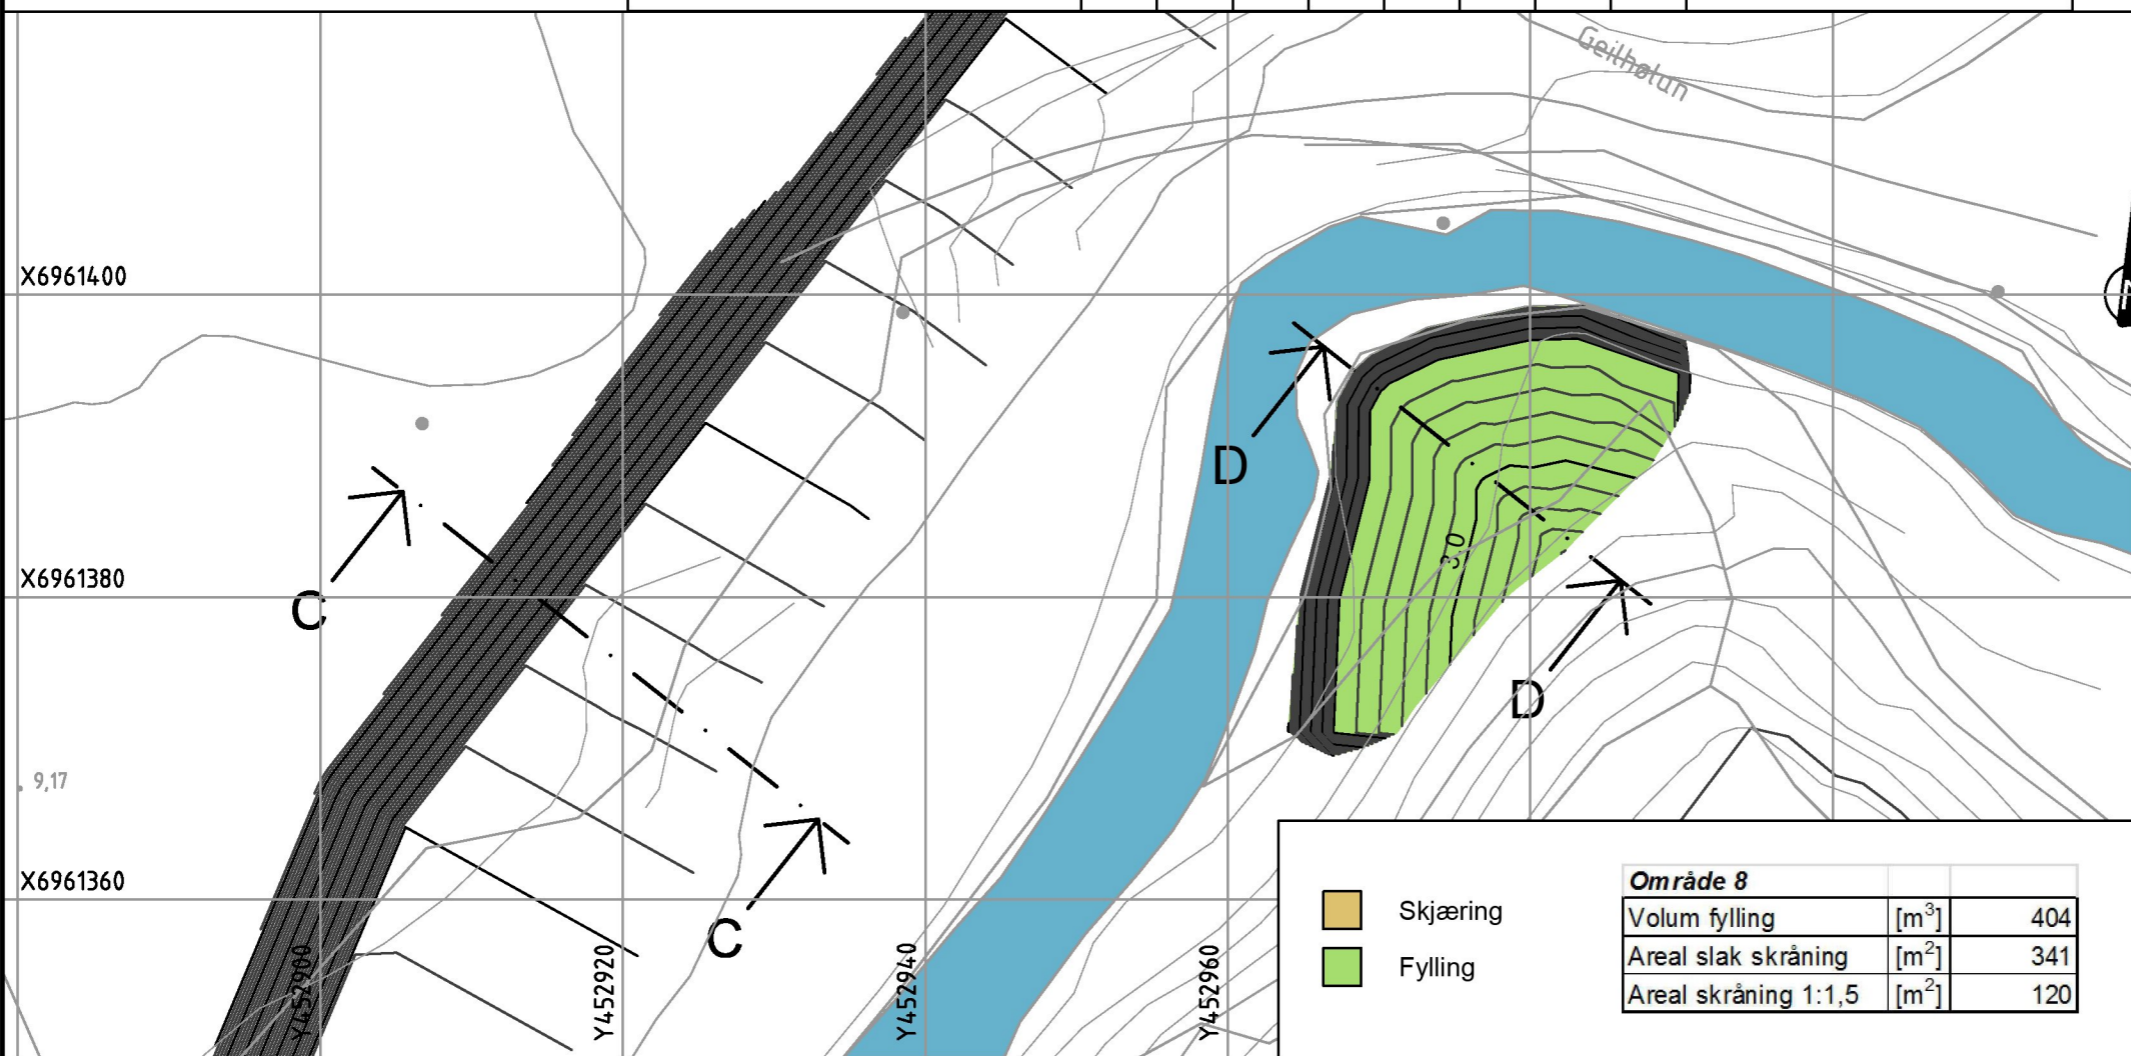 Geilhølun
X6961400
D
3,0
X6961380
C
D
9,17
X6961360
C
Y452900
Y452920
Y452940
Y452960
Skjæring
Fylling
Område 8
Volum fylling [m³] 404
Areal slak skråning [m²] 341
Areal skråning 1:1,5 [m²] 120